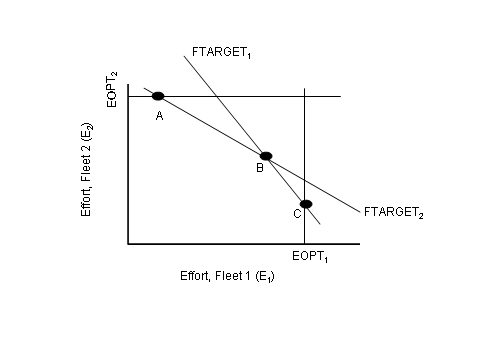 FTARGET₁
EOPT₂
A
Effort, Fleet 2 (E₂)
B
C
FTARGET₂
EOPT₁
Effort, Fleet 1 (E₁)